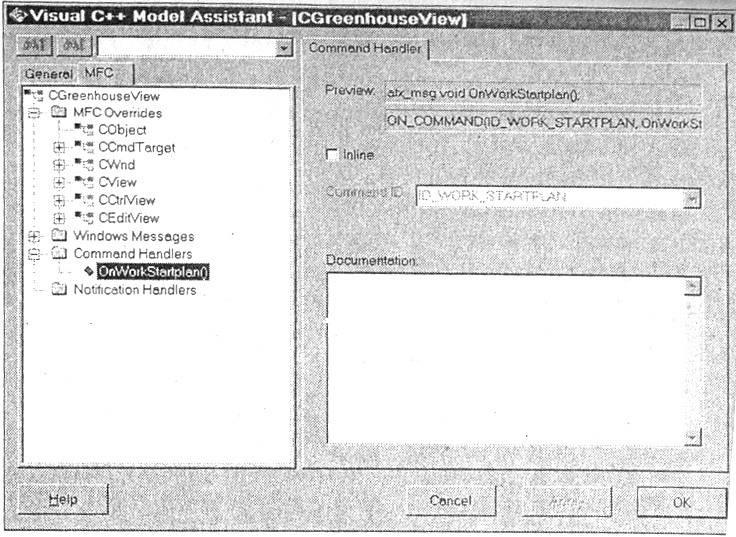 Visual C++ Model Assistant - [CGreenhouseView]
General MFC
CGreenhouseView
MFC Overrides
CObject
CCmdTarget
CWnd
CView
CCtrlView
CEditView
Windows Messages
Command Handlers
OnWorkStartplan()
Notification Handlers
Command Handler
Preview: afx_msg void OnWorkStartplan();
ON_COMMAND(ID_WORK_STARTPLAN, OnWorkSt
Inline
Command ID: ID_WORK_STARTPLAN
Documentation:
Help
Cancel
Apply
OK